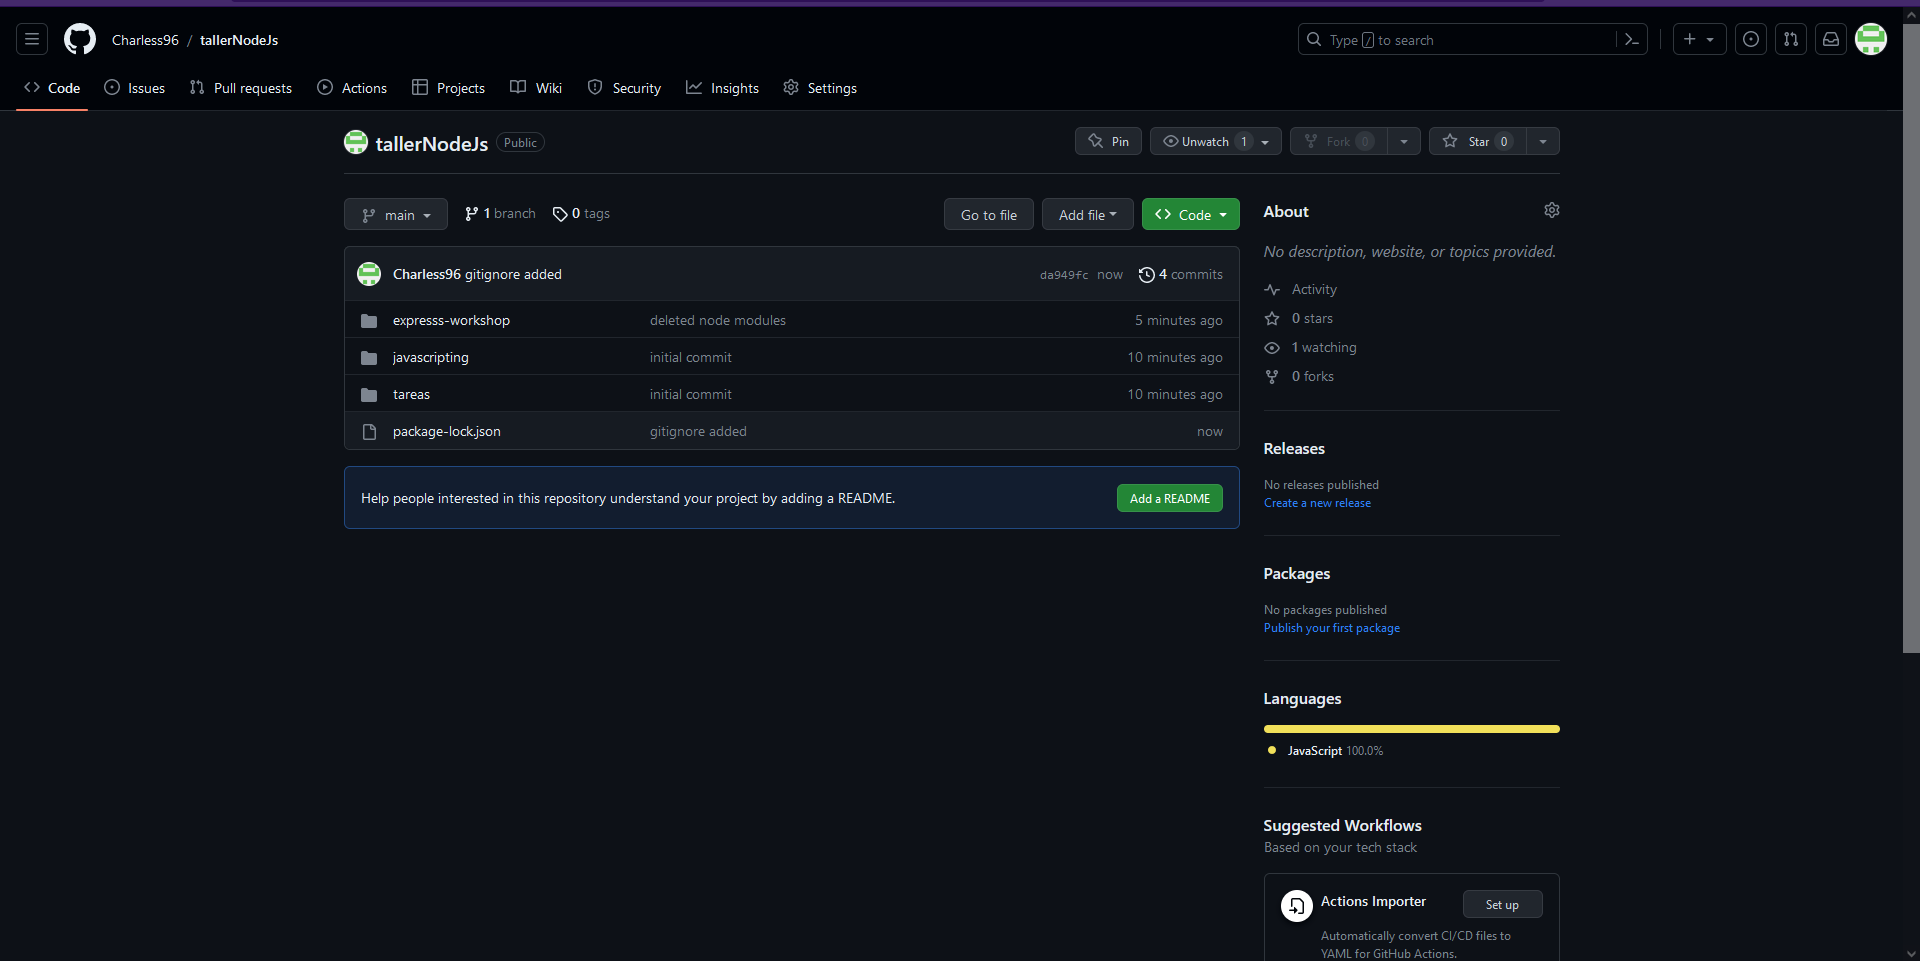 Charless96 / tallerNodeJs
Type / to search
Code Issues Pull requests Actions Projects Wiki Security Insights Settings
tallerNodeJs Public
Pin Unwatch 1 Fork 0 Star 0
main 1 branch 0 tags
Go to file Add file Code
Charless96 gitignore added da949fc now 4 commits
expresss-workshop deleted node modules 5 minutes ago
javascripting initial commit 10 minutes ago
tareas initial commit 10 minutes ago
package-lock.json gitignore added now
Help people interested in this repository understand your project by adding a README. Add a README
About
No description, website, or topics provided.
Activity
0 stars
1 watching
0 forks
Releases
No releases published
Create a new release
Packages
No packages published
Publish your first package
Languages
JavaScript 100.0%
Suggested Workflows
Based on your tech stack
Actions Importer Set up
Automatically convert CI/CD files to
YAML for GitHub Actions.